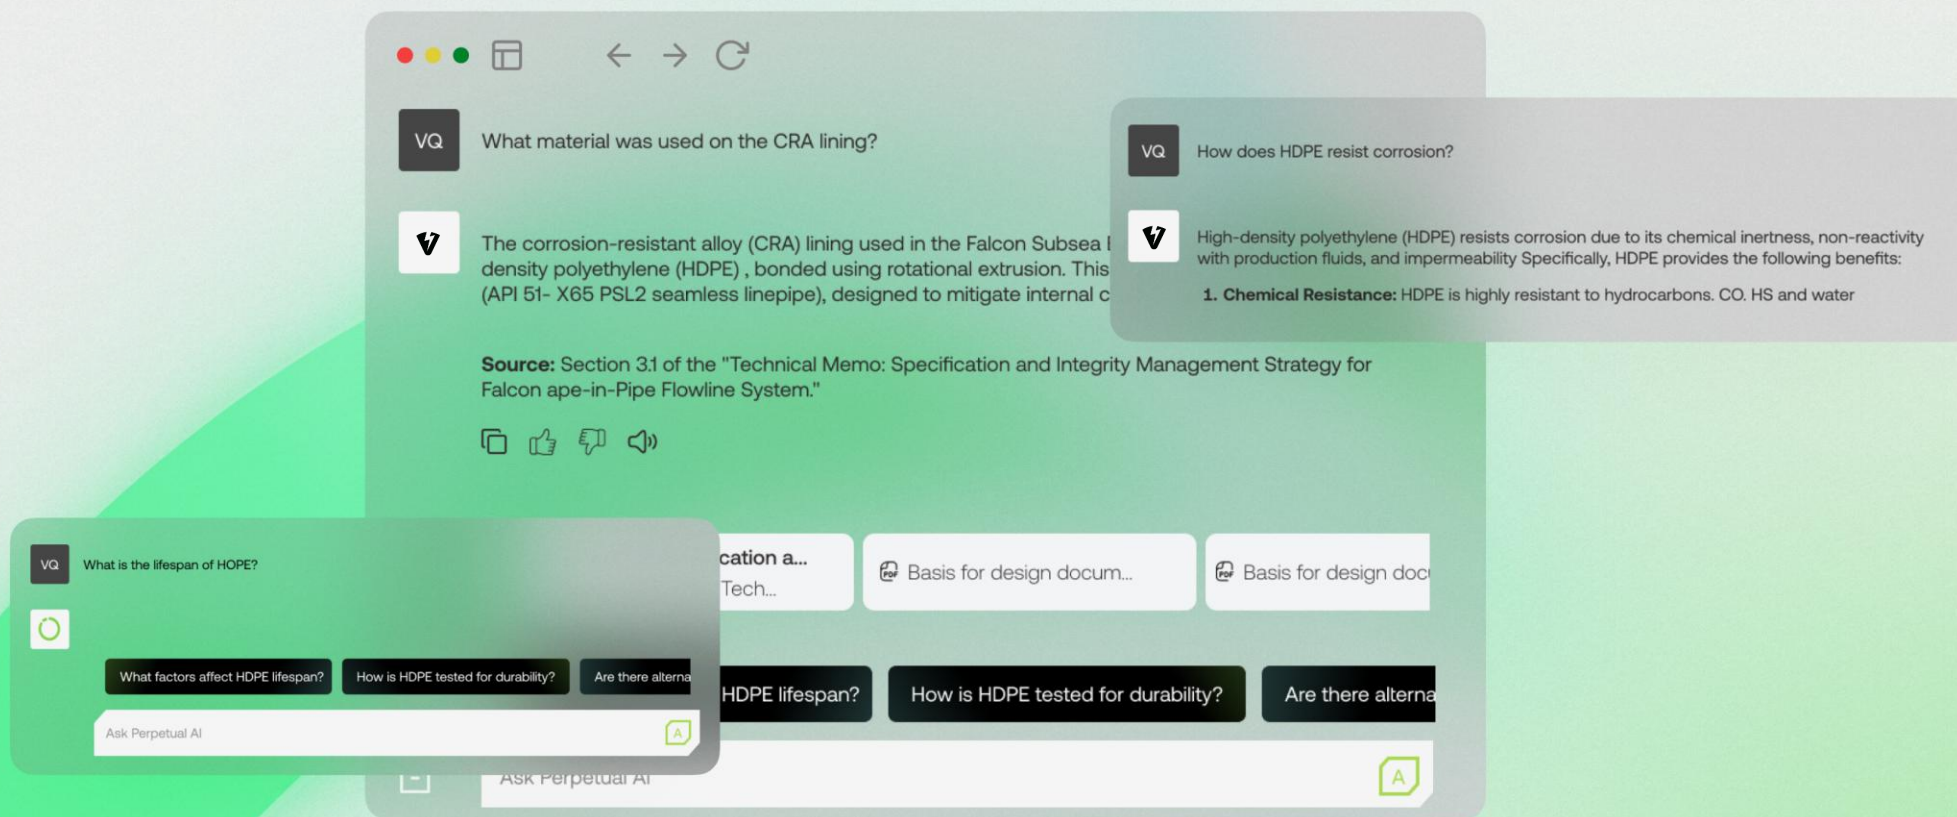 VQ
What material was used on the CRA lining?
The corrosion-resistant alloy (CRA) lining used in the Falcon Subsea
density polyethylene (HDPE) , bonded using rotational extrusion. This
(API 51- X65 PSL2 seamless linepipe), designed to mitigate internal c
Source: Section 3.1 of the "Technical Memo: Specification and Integrity Management Strategy for
Falcon ape-in-Pipe Flowline System."
VQ
How does HDPE resist corrosion?
High-density polyethylene (HDPE) resists corrosion due to its chemical inertness, non-reactivity
with production fluids, and impermeability Specifically, HDPE provides the following benefits:
1. Chemical Resistance: HDPE is highly resistant to hydrocarbons. CO. HS and water
cation a...
Tech...
PDF Basis for design docum...
PDF Basis for design doc
HDPE lifespan?
How is HDPE tested for durability?
Are there alterna
Ask Perpetual AI
A
VQ
What is the lifespan of HOPE?
What factors affect HDPE lifespan?
How is HDPE tested for durability?
Are there alterna
Ask Perpetual AI
A